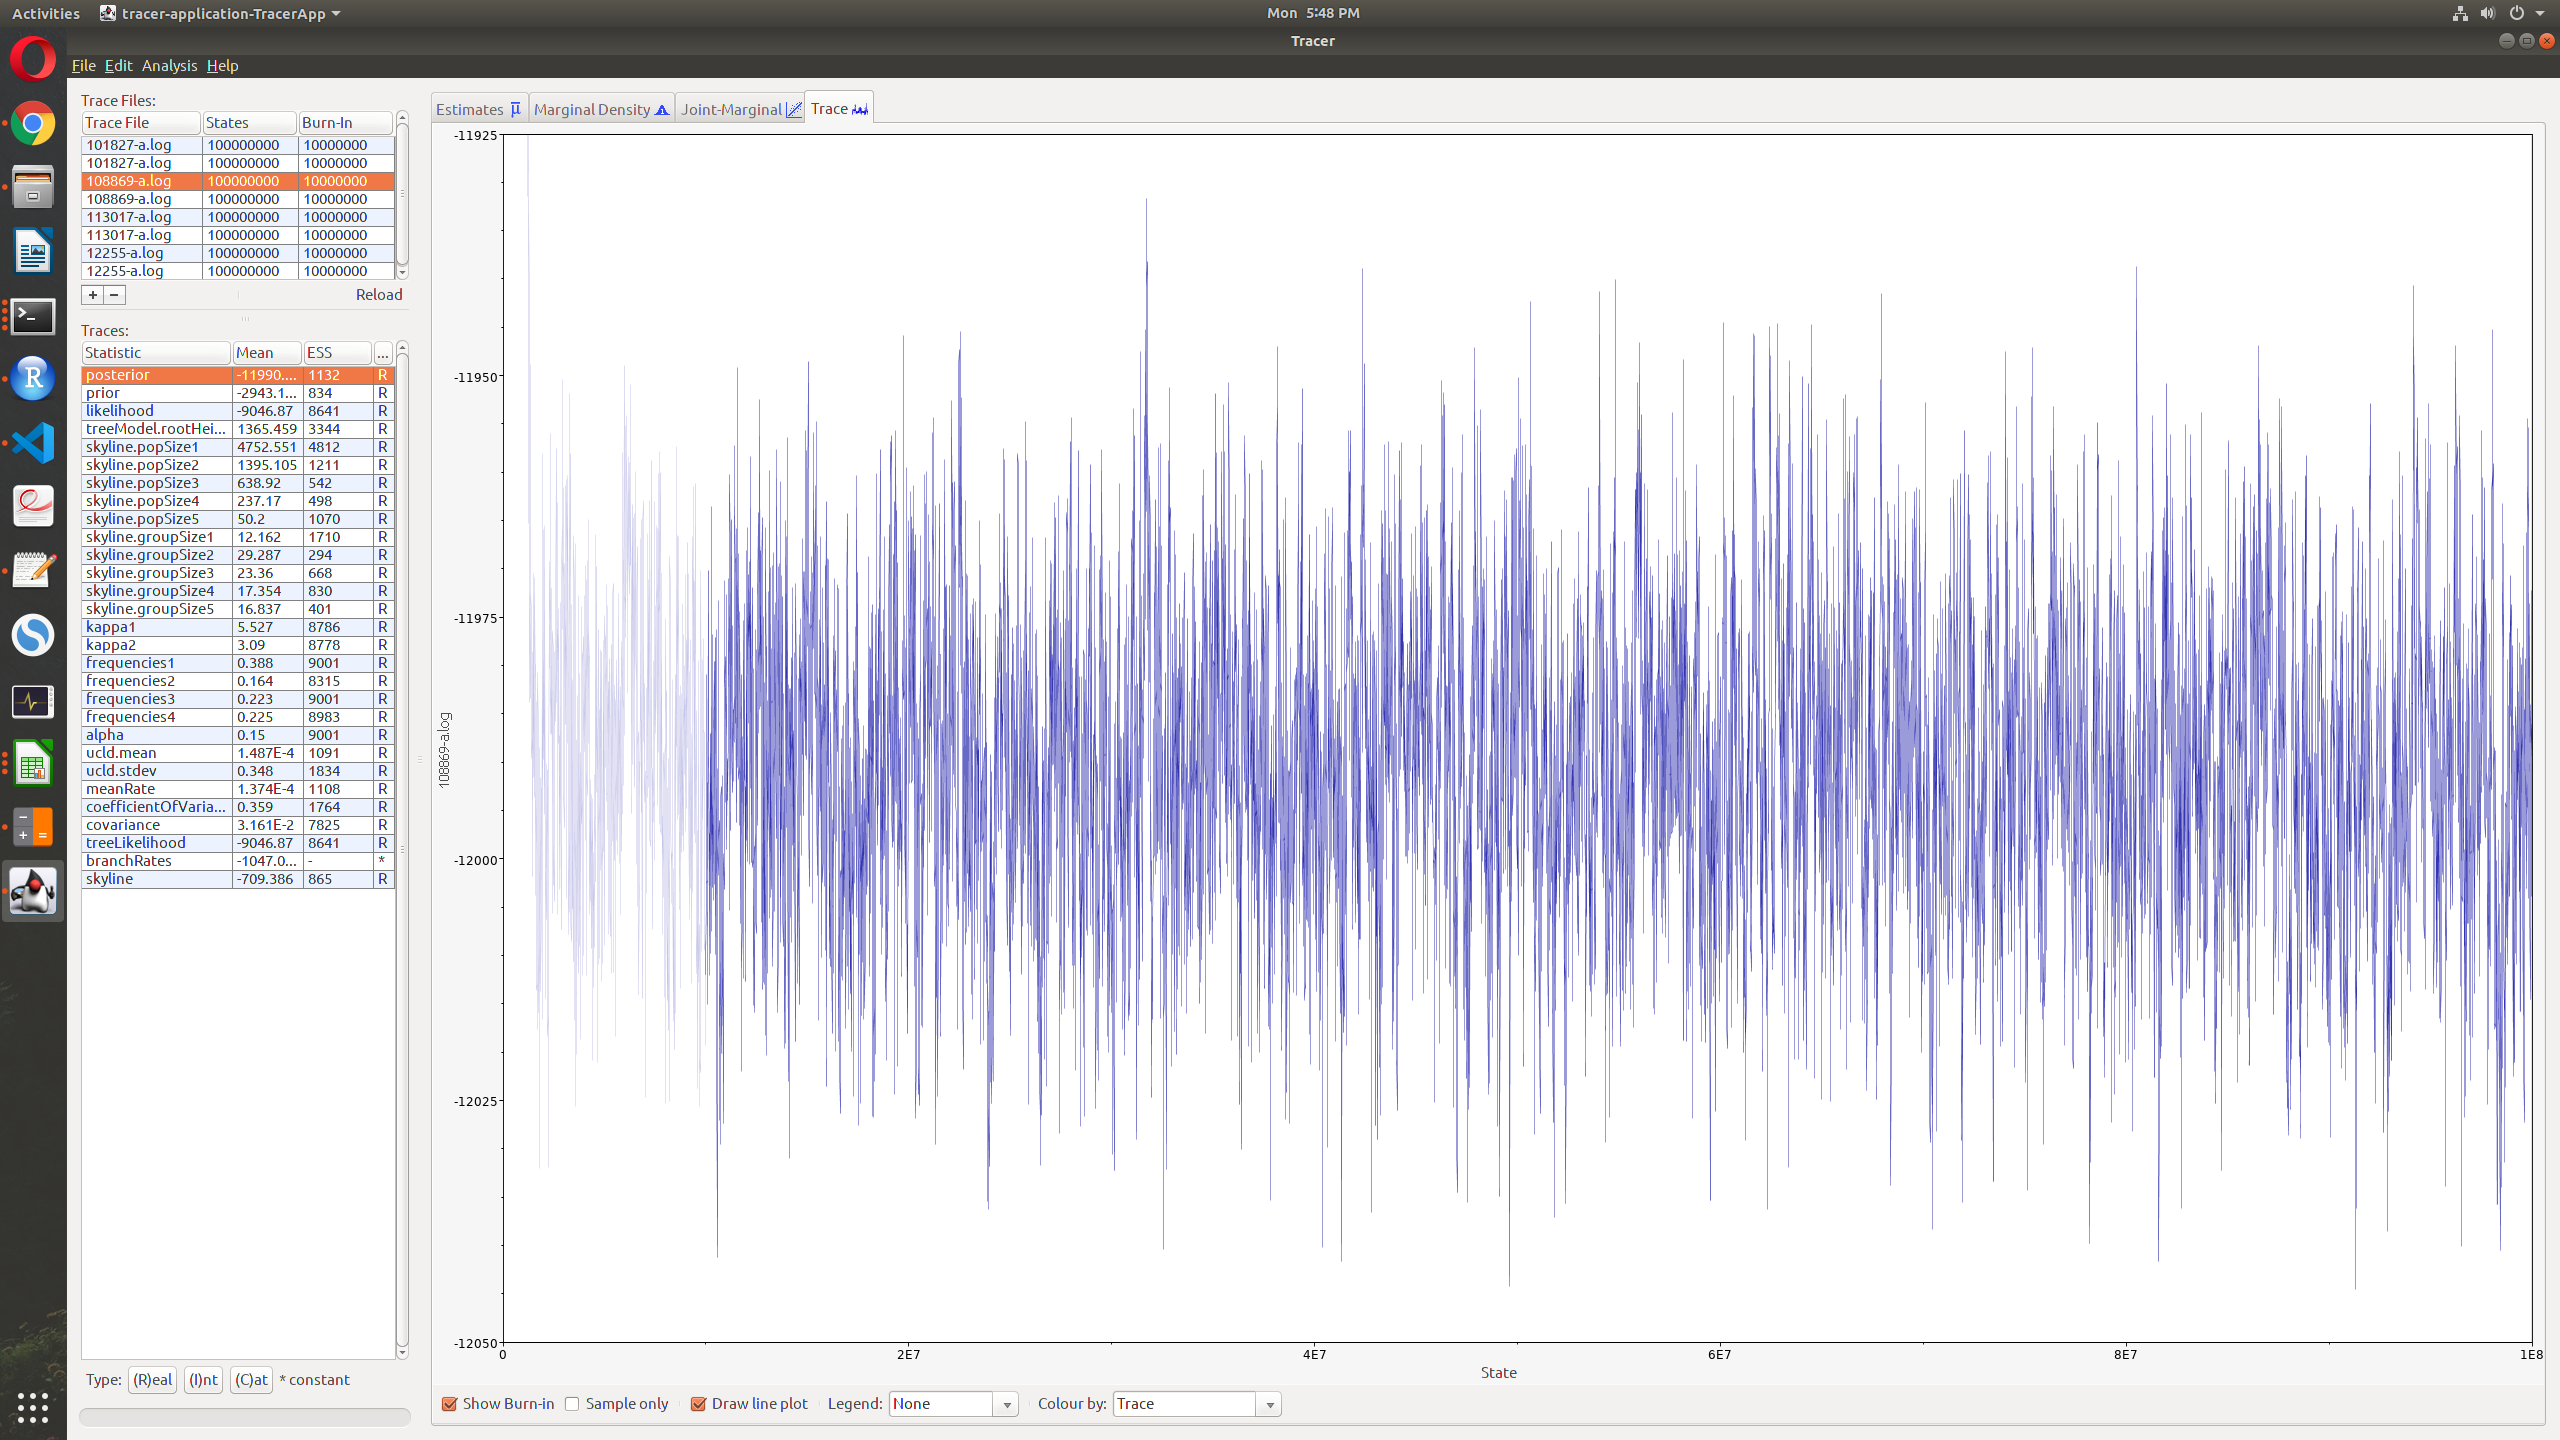 Activities tracer-application-TracerApp Mon 5:48 PM
Tracer
File Edit Analysis Help
Trace Files:
Trace File States Burn-In
101827-a.log 100000000 10000000
101827-a.log 100000000 10000000
108869-a.log 100000000 10000000
108869-a.log 100000000 10000000
113017-a.log 100000000 10000000
113017-a.log 100000000 10000000
12255-a.log 100000000 10000000
12255-a.log 100000000 10000000
+ − Reload
Traces:
Statistic Mean ESS ...
posterior -11990.... 1132 R
prior -2943.1... 834 R
likelihood -9046.87 8641 R
treeModel.rootHei... 1365.459 3344 R
skyline.popSize1 4752.551 4812 R
skyline.popSize2 1395.105 1211 R
skyline.popSize3 638.92 542 R
skyline.popSize4 237.17 498 R
skyline.popSize5 50.2 1070 R
skyline.groupSize1 12.162 1710 R
skyline.groupSize2 29.287 294 R
skyline.groupSize3 23.36 668 R
skyline.groupSize4 17.354 830 R
skyline.groupSize5 16.837 401 R
kappa1 5.527 8786 R
kappa2 3.09 8778 R
frequencies1 0.388 9001 R
frequencies2 0.164 8315 R
frequencies3 0.223 9001 R
frequencies4 0.225 8983 R
alpha 0.15 9001 R
ucld.mean 1.487E-4 1091 R
ucld.stdev 0.348 1834 R
meanRate 1.374E-4 1108 R
coefficientOfVaria... 0.359 1764 R
covariance 3.161E-2 7825 R
treeLikelihood -9046.87 8641 R
branchRates -1047.0... - *
skyline -709.386 865 R
Type: (R)eal (I)nt (C)at * constant
Estimates Marginal Density Joint-Marginal Trace
-11925
-11950
-11975
-12000
-12025
-12050
108869-a.log
0 2E7 4E7 6E7 8E7 1E8
State
Show Burn-in Sample only Draw line plot Legend: None Colour by: Trace